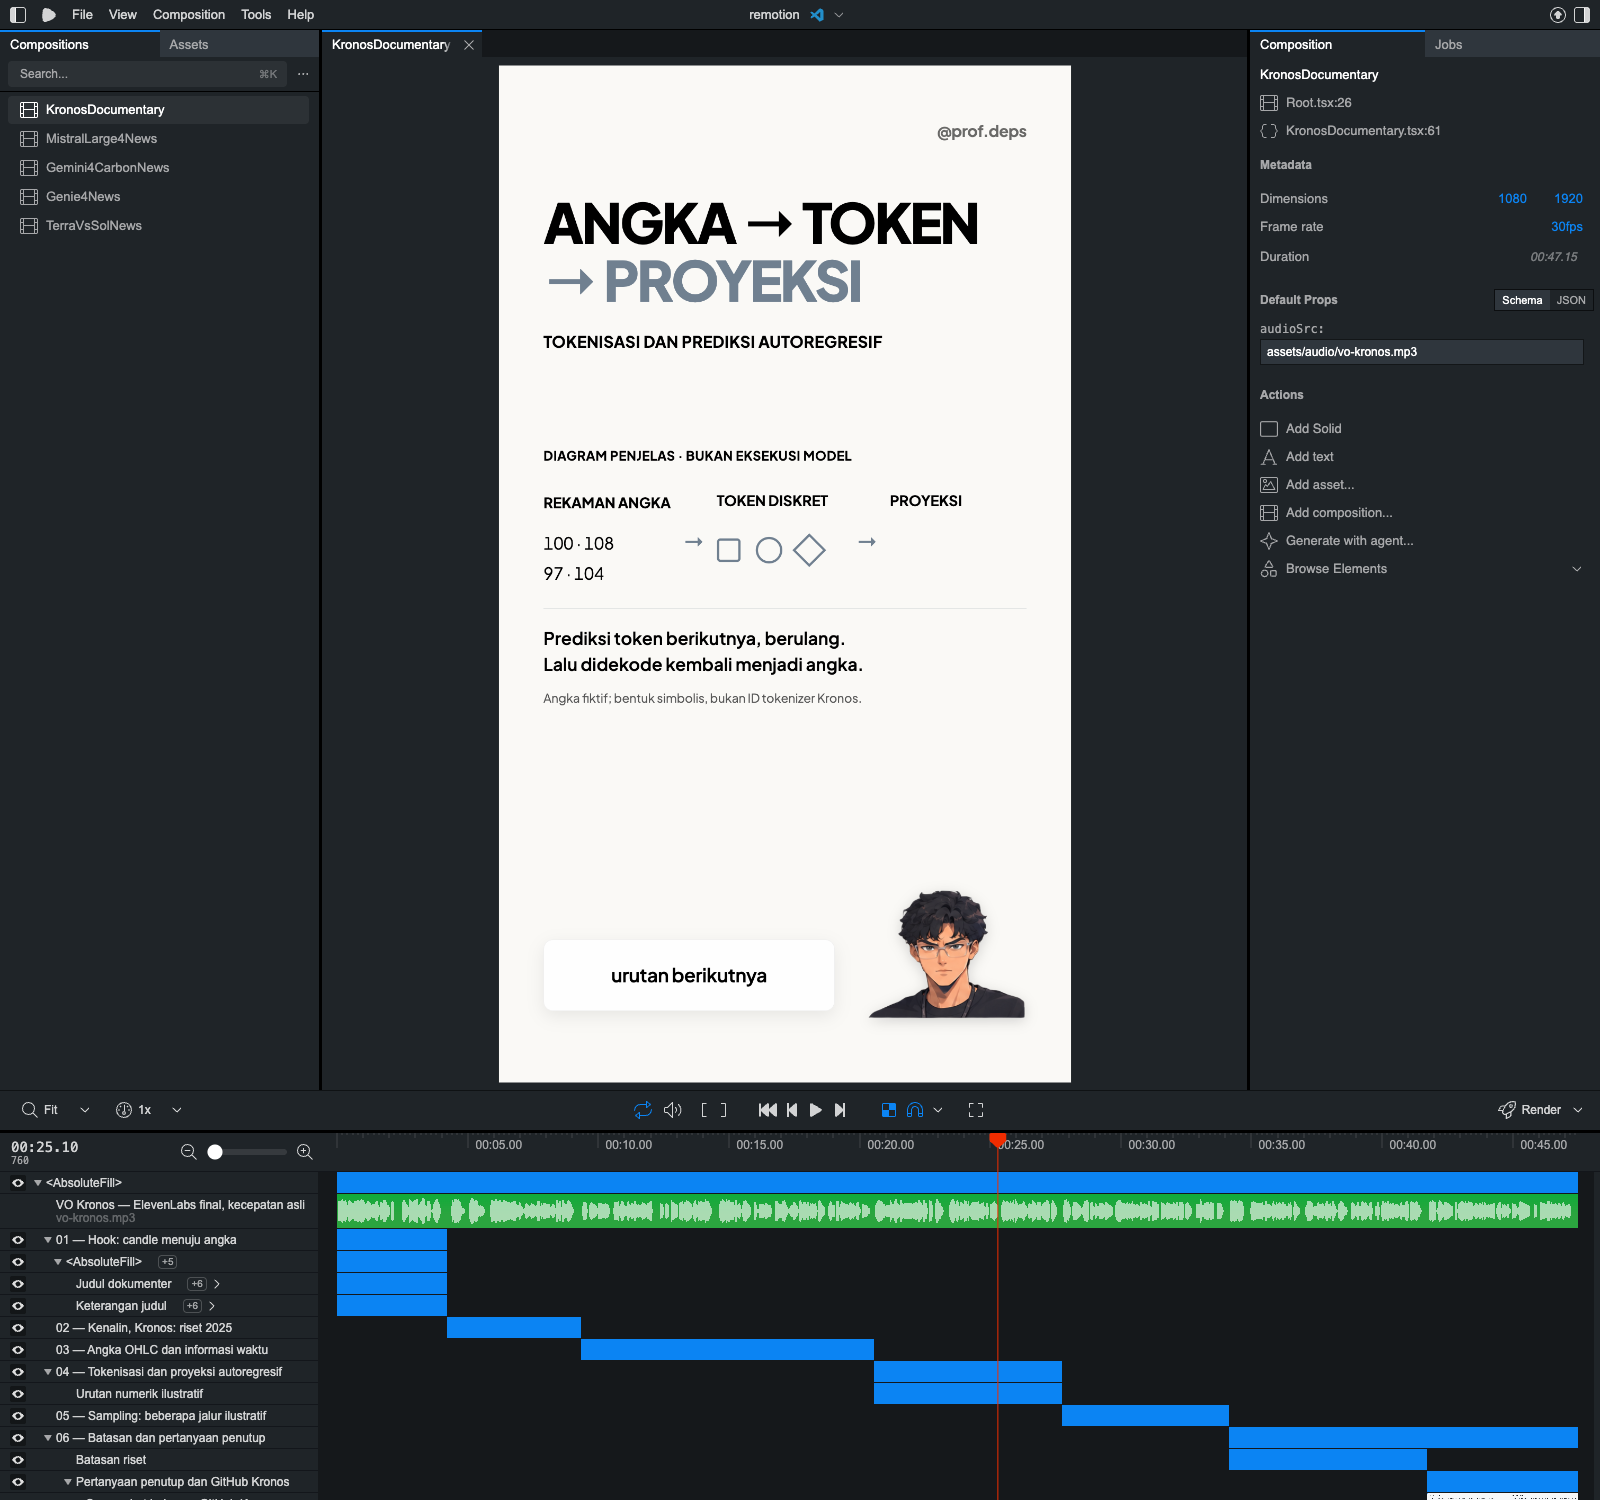 File View Composition Tools Help
remotion
Compositions Assets
Search... ⌘K ...
KronosDocumentary
MistralLarge4News
Gemini4CarbonNews
Genie4News
TerraVsSolNews
KronosDocumentary
@prof.deps
ANGKA → TOKEN
→ PROYEKSI
TOKENISASI DAN PREDIKSI AUTOREGRESIF
DIAGRAM PENJELAS · BUKAN EKSEKUSI MODEL
REKAMAN ANGKA TOKEN DISKRET PROYEKSI
100 · 108 → →
97 · 104
Prediksi token berikutnya, berulang.
Lalu didekode kembali menjadi angka.
Angka fiktif; bentuk simbolis, bukan ID tokenizer Kronos.
urutan berikutnya
Composition Jobs
KronosDocumentary
Root.tsx:26
KronosDocumentary.tsx:61
Metadata
Dimensions 1080 1920
Frame rate 30fps
Duration 00:47.15
Default Props Schema JSON
audioSrc:
assets/audio/vo-kronos.mp3
Actions
Add Solid
Add text
Add asset...
Add composition...
Generate with agent...
Browse Elements
Fit 1x [ ] Render
00:25.10
760
00:05.00 00:10.00 00:15.00 00:20.00 00:25.00 00:30.00 00:35.00 00:40.00 00:45.00
<AbsoluteFill>
VO Kronos — ElevenLabs final, kecepatan asli
vo-kronos.mp3
01 — Hook: candle menuju angka
<AbsoluteFill> +5
Judul dokumenter +6
Keterangan judul +6
02 — Kenalin, Kronos: riset 2025
03 — Angka OHLC dan informasi waktu
04 — Tokenisasi dan proyeksi autoregresif
Urutan numerik ilustratif
05 — Sampling: beberapa jalur ilustratif
06 — Batasan dan pertanyaan penutup
Batasan riset
Pertanyaan penutup dan GitHub Kronos